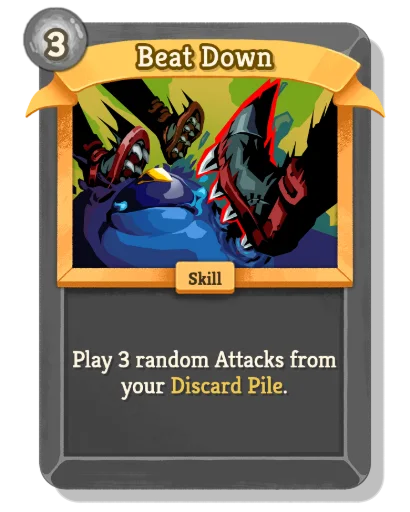 3
Beat Down
Skill
Play 3 random Attacks from
your Discard Pile.